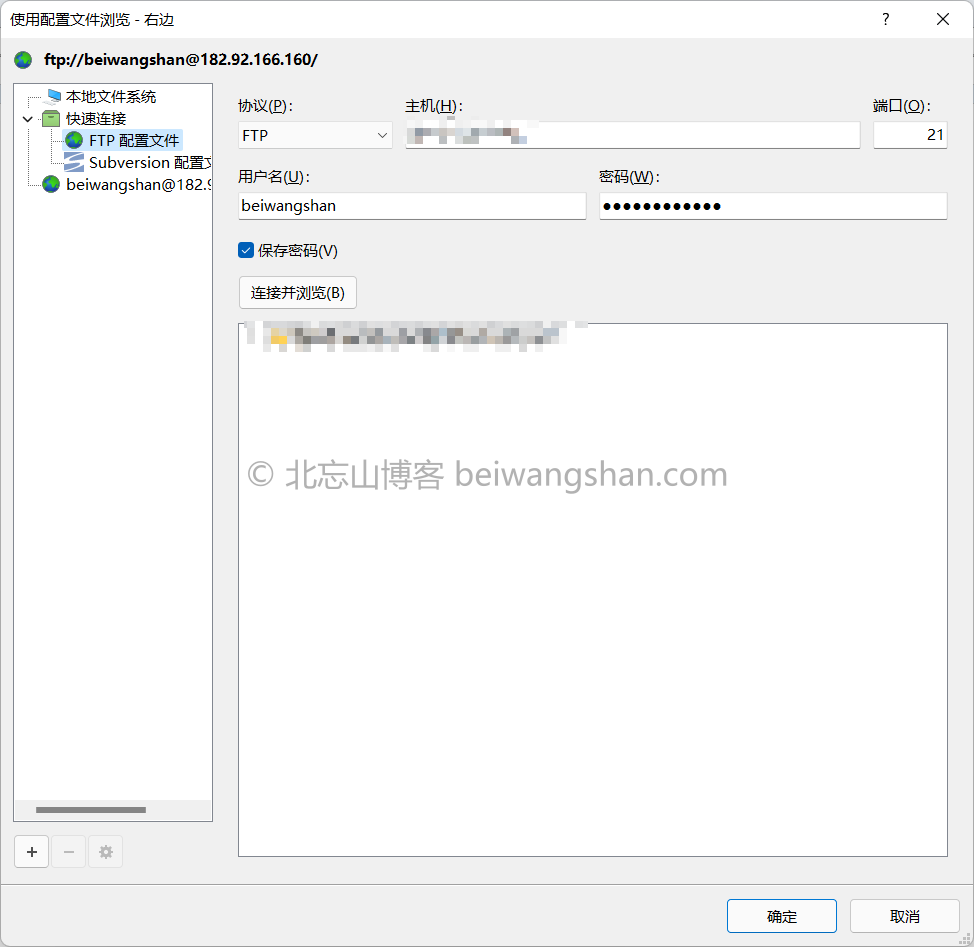 使用配置文件浏览 - 右边
ftp://beiwangshan@182.92.166.160/
本地文件系统
快速连接
FTP 配置文件
Subversion 配置文
beiwangshan@182.9
协议(P):
主机(H):
端口(O):
FTP
21
用户名(U):
密码(W):
beiwangshan
保存密码(V)
连接并浏览(B)
© 北忘山博客 beiwangshan.com
确定
取消